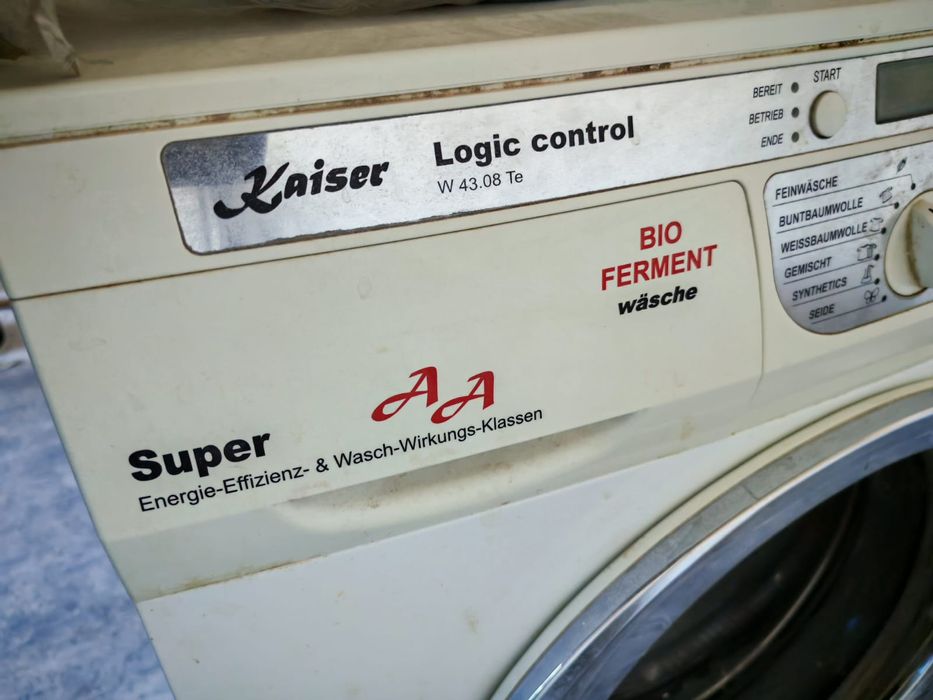 Kaiser
Logic control
W 43.08 Te
START
BEREIT
BETRIEB
ENDE
BIO
FERMENT
wäsche
FEINWÄSCHE
BUNTBAUMWOLLE
WEISSBAUMWOLLE
GEMISCHT
SYNTHETICS
SEIDE
AA
Super
Energie-Effizienz- & Wasch-Wirkungs-Klassen